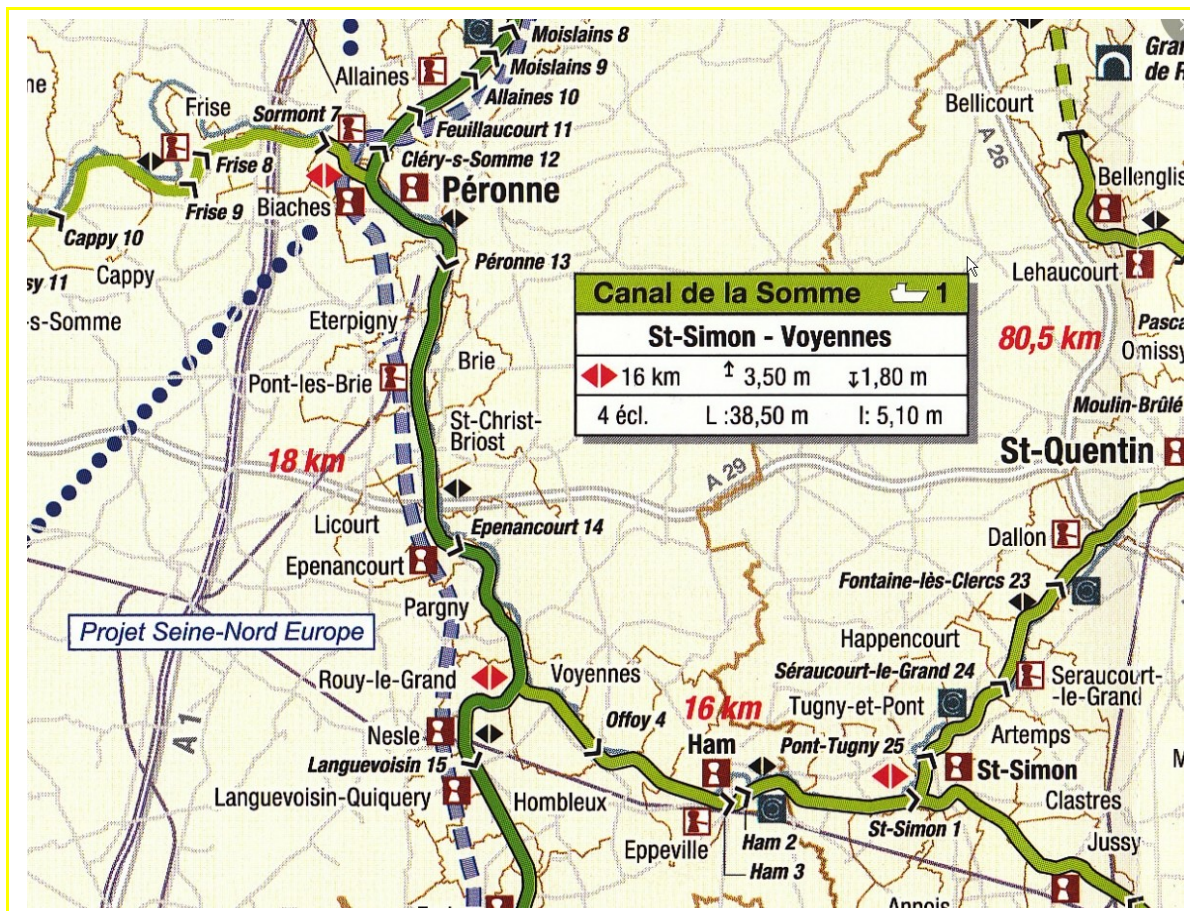 Moislains 8
Moislains 9
Allaines
Allaines 10
Frise
Sormont 7
Feuillaucourt 11
Bellicourt
A 26
Frise 8
Cléry-s-Somme 12
Péronne
Bellenglis
Frise 9
Biaches
Cappy 10
Péronne 13
Cappy
sy 11
Lehaucourt
-s-Somme
Eterpigny
Canal de la Somme 1
St-Simon - Voyennes
16 km 3,50 m 1,80 m
4 écl. L :38,50 m l: 5,10 m
80,5 km
Pasca
Omissy
Brie
Pont-les-Brie
Moulin-Brûlé
St-Christ-
Briost
18 km
A 29
St-Quentin
Licourt
Epenancourt 14
Epenancourt
Dallon
Fontaine-lès-Clercs 23
Pargny
Projet Seine-Nord Europe
Happencourt
Rouy-le-Grand
Voyennes
Séraucourt-le-Grand 24
Seraucourt-
-le-Grand
A 1
Offoy 4
16 km
Tugny-et-Pont
Nesle
Ham
Pont-Tugny 25
Artemps
Languevoisin 15
St-Simon
Languevoisin-Quiquery
Hombleux
Clastres
St-Simon 1
Eppeville
Ham 2
Jussy
Ham 3